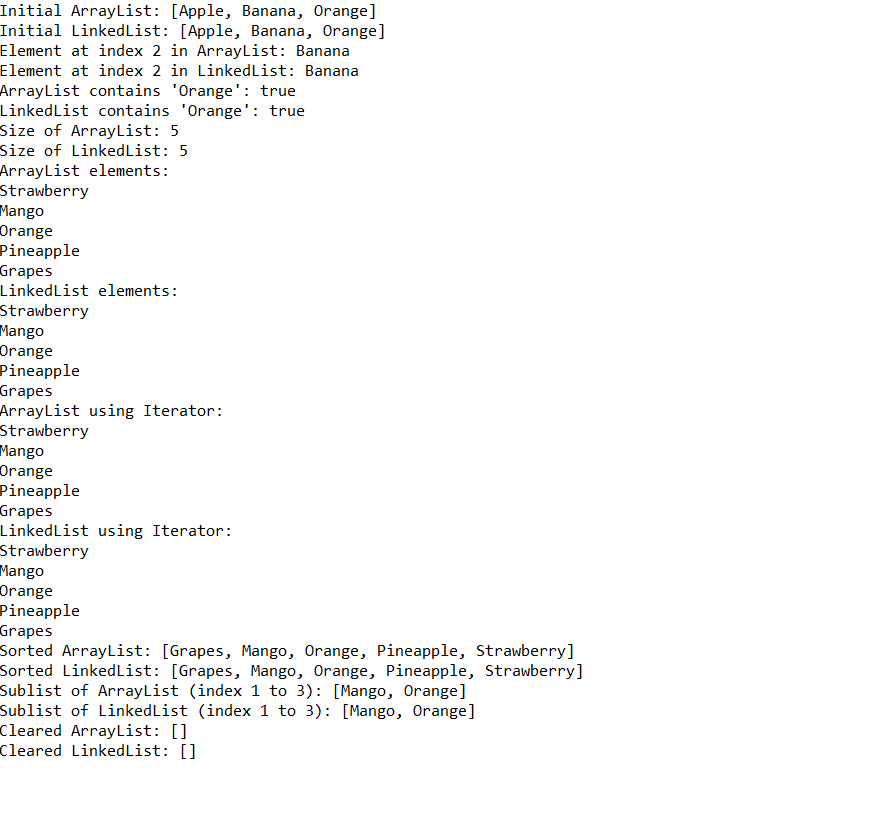 Initial ArrayList: [Apple, Banana, Orange]
Initial LinkedList: [Apple, Banana, Orange]
Element at index 2 in ArrayList: Banana
Element at index 2 in LinkedList: Banana
ArrayList contains 'Orange': true
LinkedList contains 'Orange': true
Size of ArrayList: 5
Size of LinkedList: 5
ArrayList elements:
Strawberry
Mango
Orange
Pineapple
Grapes
LinkedList elements:
Strawberry
Mango
Orange
Pineapple
Grapes
ArrayList using Iterator:
Strawberry
Mango
Orange
Pineapple
Grapes
LinkedList using Iterator:
Strawberry
Mango
Orange
Pineapple
Grapes
Sorted ArrayList: [Grapes, Mango, Orange, Pineapple, Strawberry]
Sorted LinkedList: [Grapes, Mango, Orange, Pineapple, Strawberry]
Sublist of ArrayList (index 1 to 3): [Mango, Orange]
Sublist of LinkedList (index 1 to 3): [Mango, Orange]
Cleared ArrayList: []
Cleared LinkedList: []